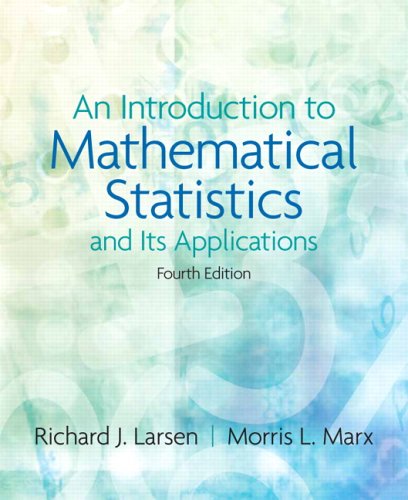 An Introduction to
Mathematical
Statistics
and Its Applications
Fourth Edition
Richard J. Larsen | Morris L. Marx